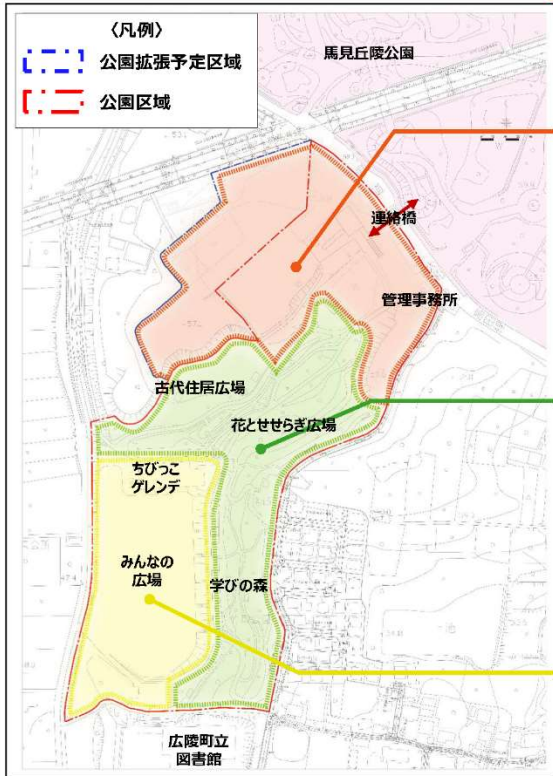 〈凡例〉
公園拡張予定区域
公園区域
馬見丘陵公園
連絡橋
管理事務所
古代住居広場
花とせせらぎ広場
ちびっこ
ゲレンデ
みんなの
広場
学びの森
広陵町立
図書館